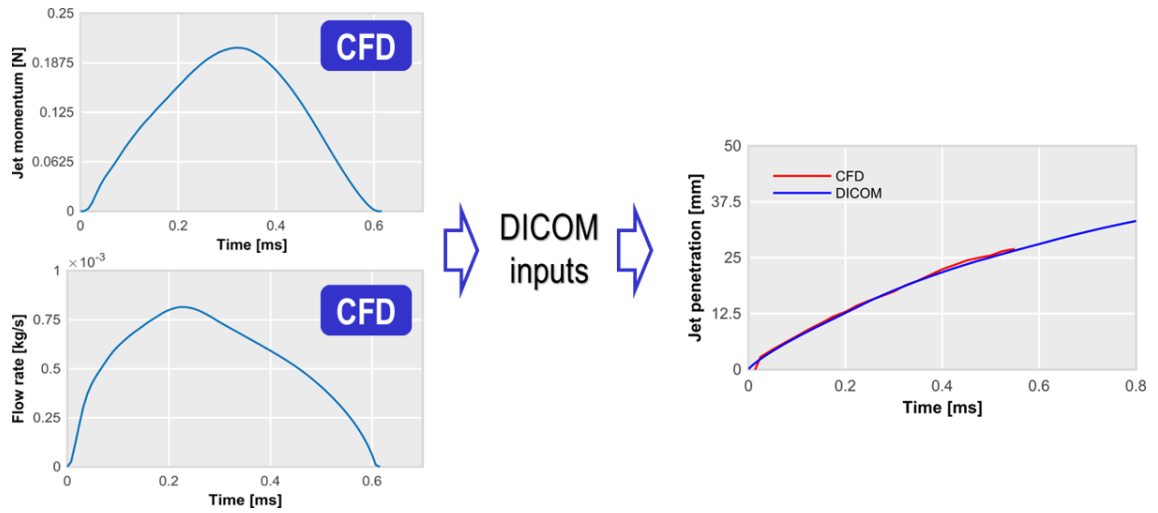 0.25
0.1875
0.125
0.0625
0
Jet momentum [N]
CFD
0
0.2
0.4
0.6
Time [ms]
×10⁻³
1
0.75
0.5
0.25
0
Flow rate [kg/s]
CFD
0
0.2
0.4
0.6
Time [ms]
DICOM
inputs
50
37.5
25
12.5
0
Jet penetration [mm]
CFD
DICOM
0
0.2
0.4
0.6
0.8
Time [ms]